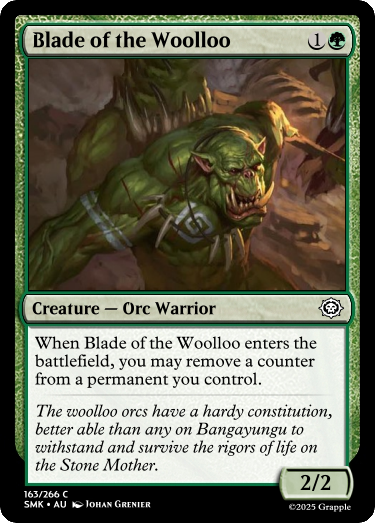 Blade of the Woolloo 1
Creature — Orc Warrior
When Blade of the Woolloo enters the
battlefield, you may remove a counter
from a permanent you control.
The woolloo orcs have a hardy constitution,
better able than any on Bangayungu to
withstand and survive the rigors of life on
the Stone Mother.
2/2
163/266 C
SMK • AU Johan Grenier
©2025 Grapple